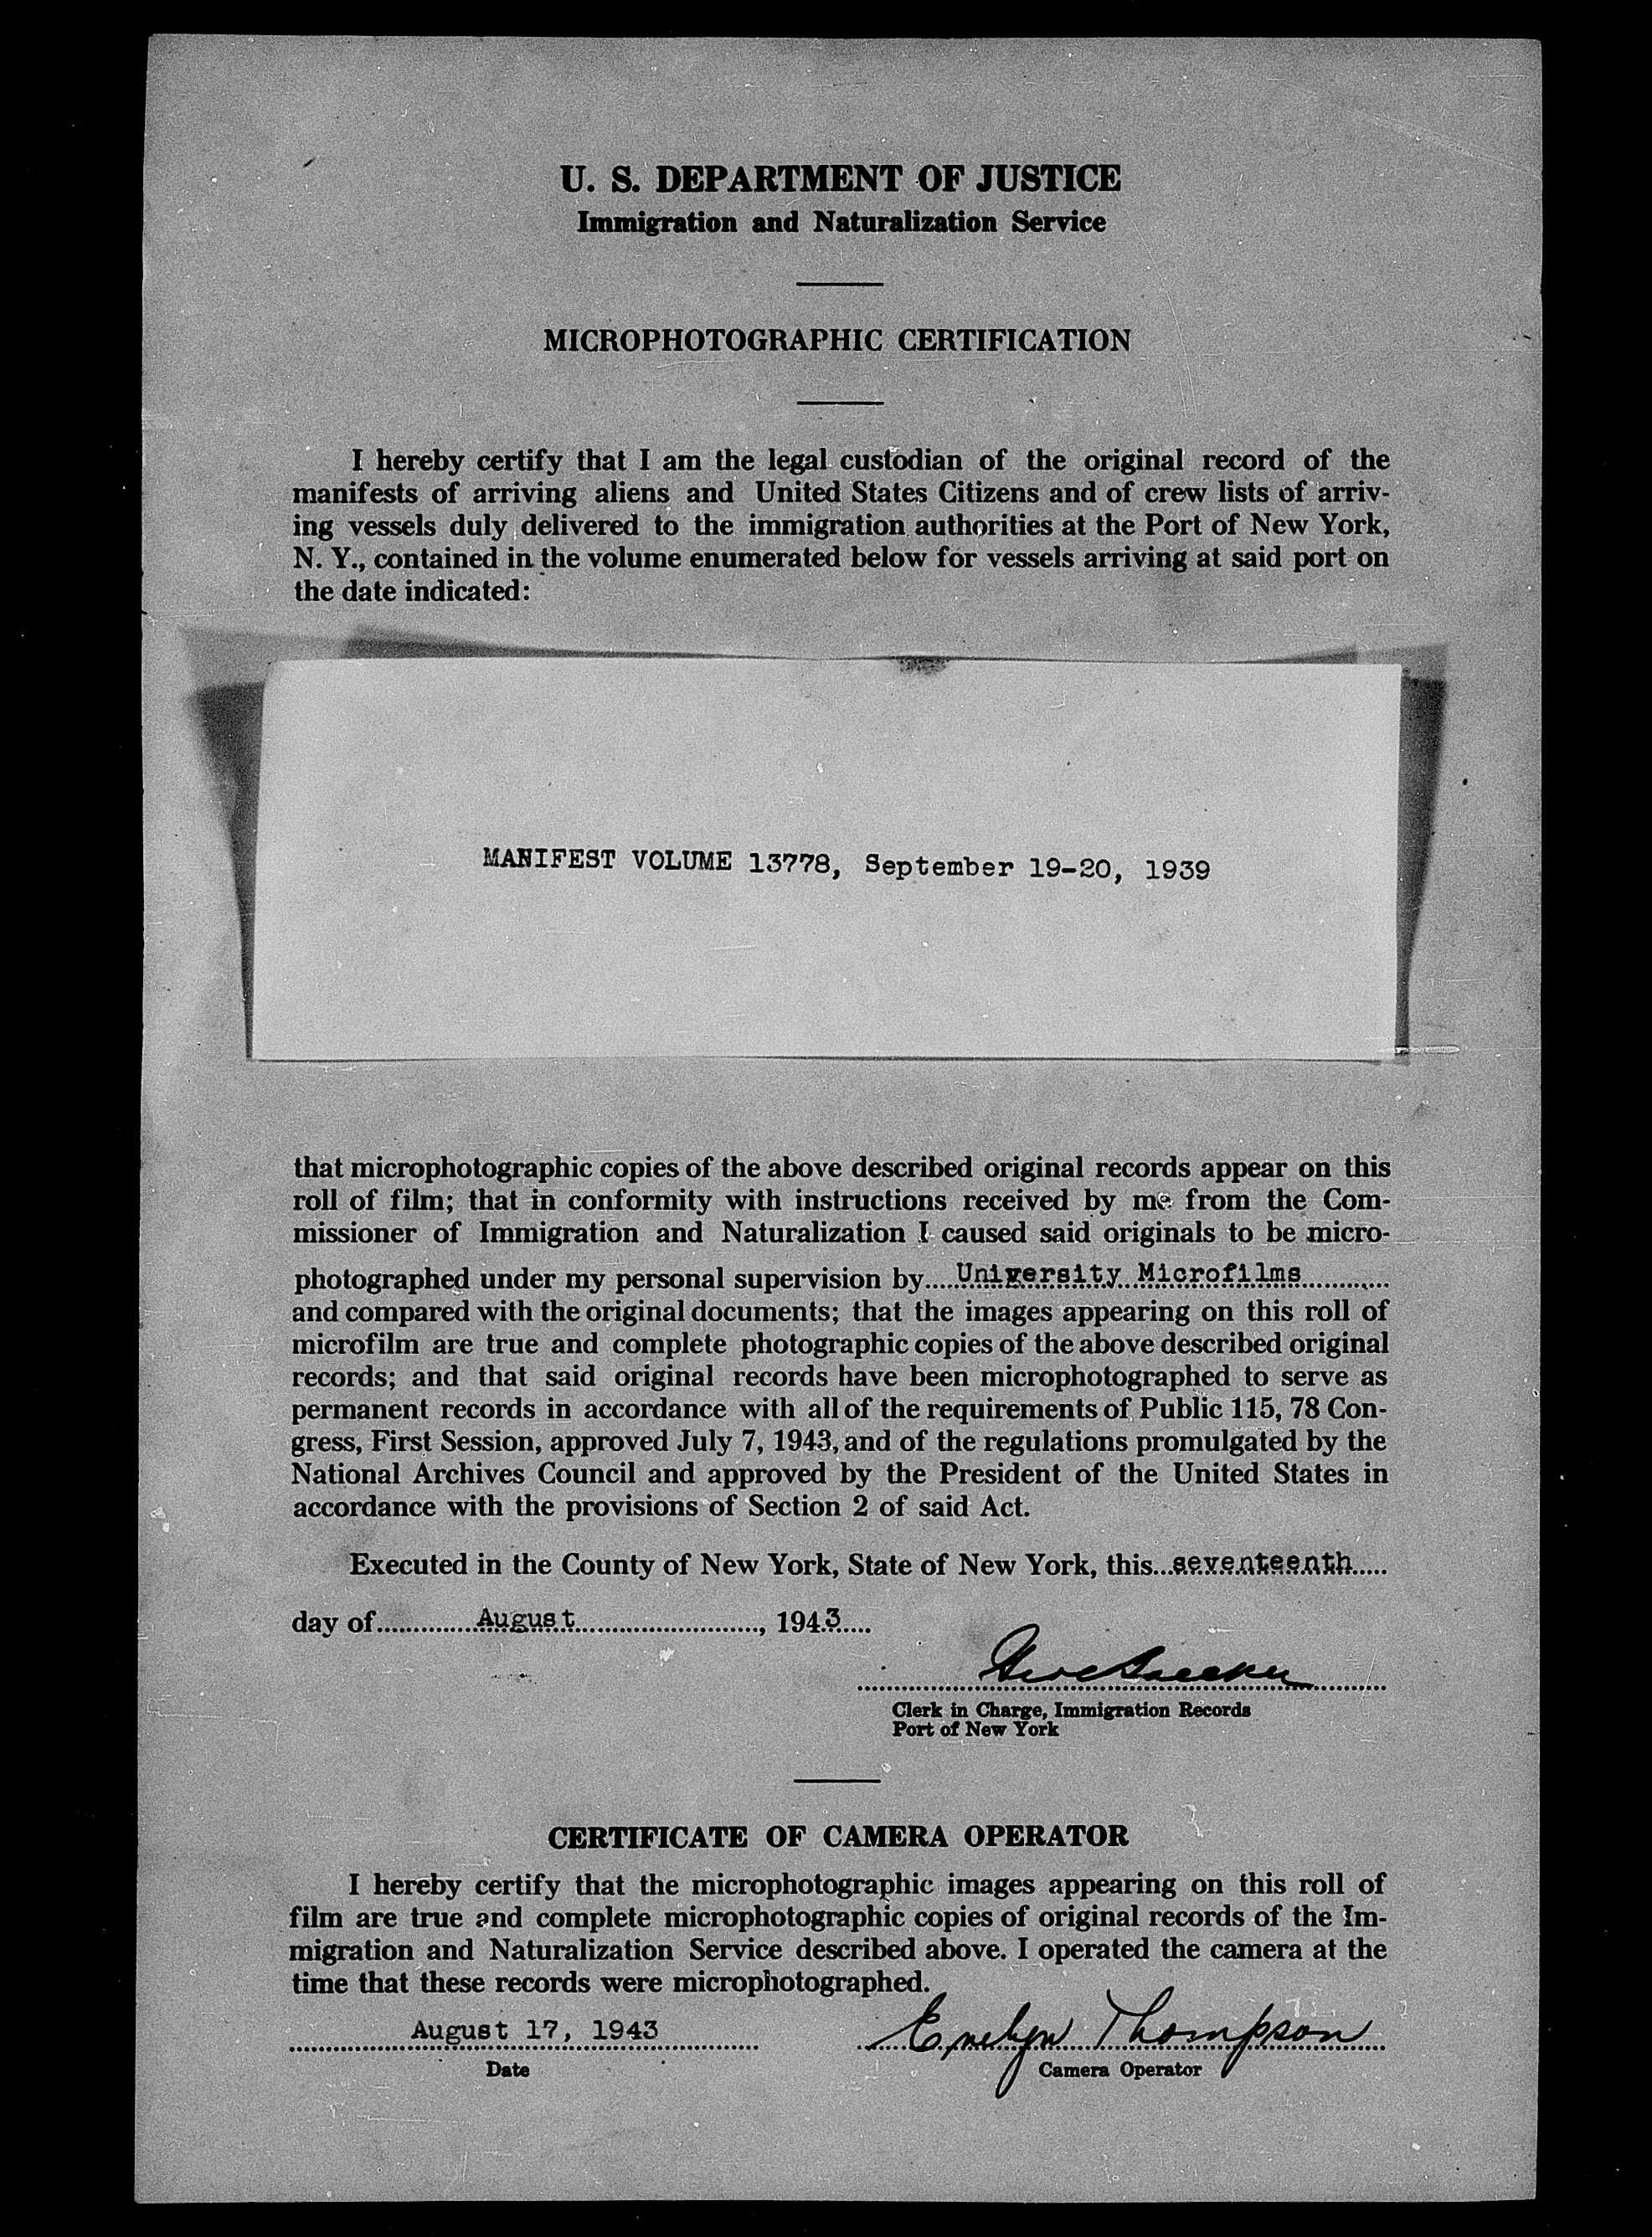 U. S. DEPARTMENT OF JUSTICE
Immigration and Naturalization Service
MICROPHOTOGRAPHIC CERTIFICATION
I hereby certify that I am the legal custodian of the original record of the
manifests of arriving aliens and United States Citizens and of crew lists of arriv-
ing vessels duly delivered to the immigration authorities at the Port of New York,
N. Y., contained in the volume enumerated below for vessels arriving at said port on
the date indicated:
MANIFEST VOLUME 13778, September 19-20, 1939
that microphotographic copies of the above described original records appear on this
roll of film; that in conformity with instructions received by me from the Com-
missioner of Immigration and Naturalization I caused said originals to be micro-
photographed under my personal supervision by....University Microfilms............
and compared with the original documents; that the images appearing on this roll of
microfilm are true and complete photographic copies of the above described original
records; and that said original records have been microphotographed to serve as
permanent records in accordance with all of the requirements of Public 115, 78 Con-
gress, First Session, approved July 7, 1943, and of the regulations promulgated by the
National Archives Council and approved by the President of the United States in
accordance with the provisions of Section 2 of said Act.
Executed in the County of New York, State of New York, this...seventeenth.....
day of..............August............................, 1943.....
Clerk in Charge, Immigration Records
Port of New York
CERTIFICATE OF CAMERA OPERATOR
I hereby certify that the microphotographic images appearing on this roll of
film are true and complete microphotographic copies of original records of the Im-
migration and Naturalization Service described above. I operated the camera at the
time that these records were microphotographed.
August 17, 1943 Evelyn Thompson
Date Camera Operator